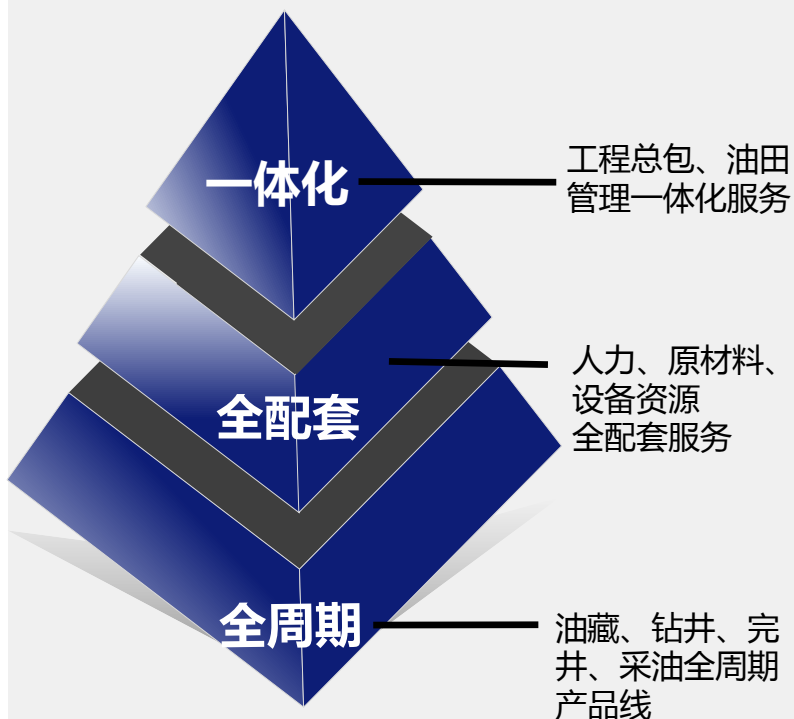 一体化
工程总包、油田
管理一体化服务
全配套
人力、原材料、
设备资源
全配套服务
全周期
油藏、钻井、完
井、采油全周期
产品线